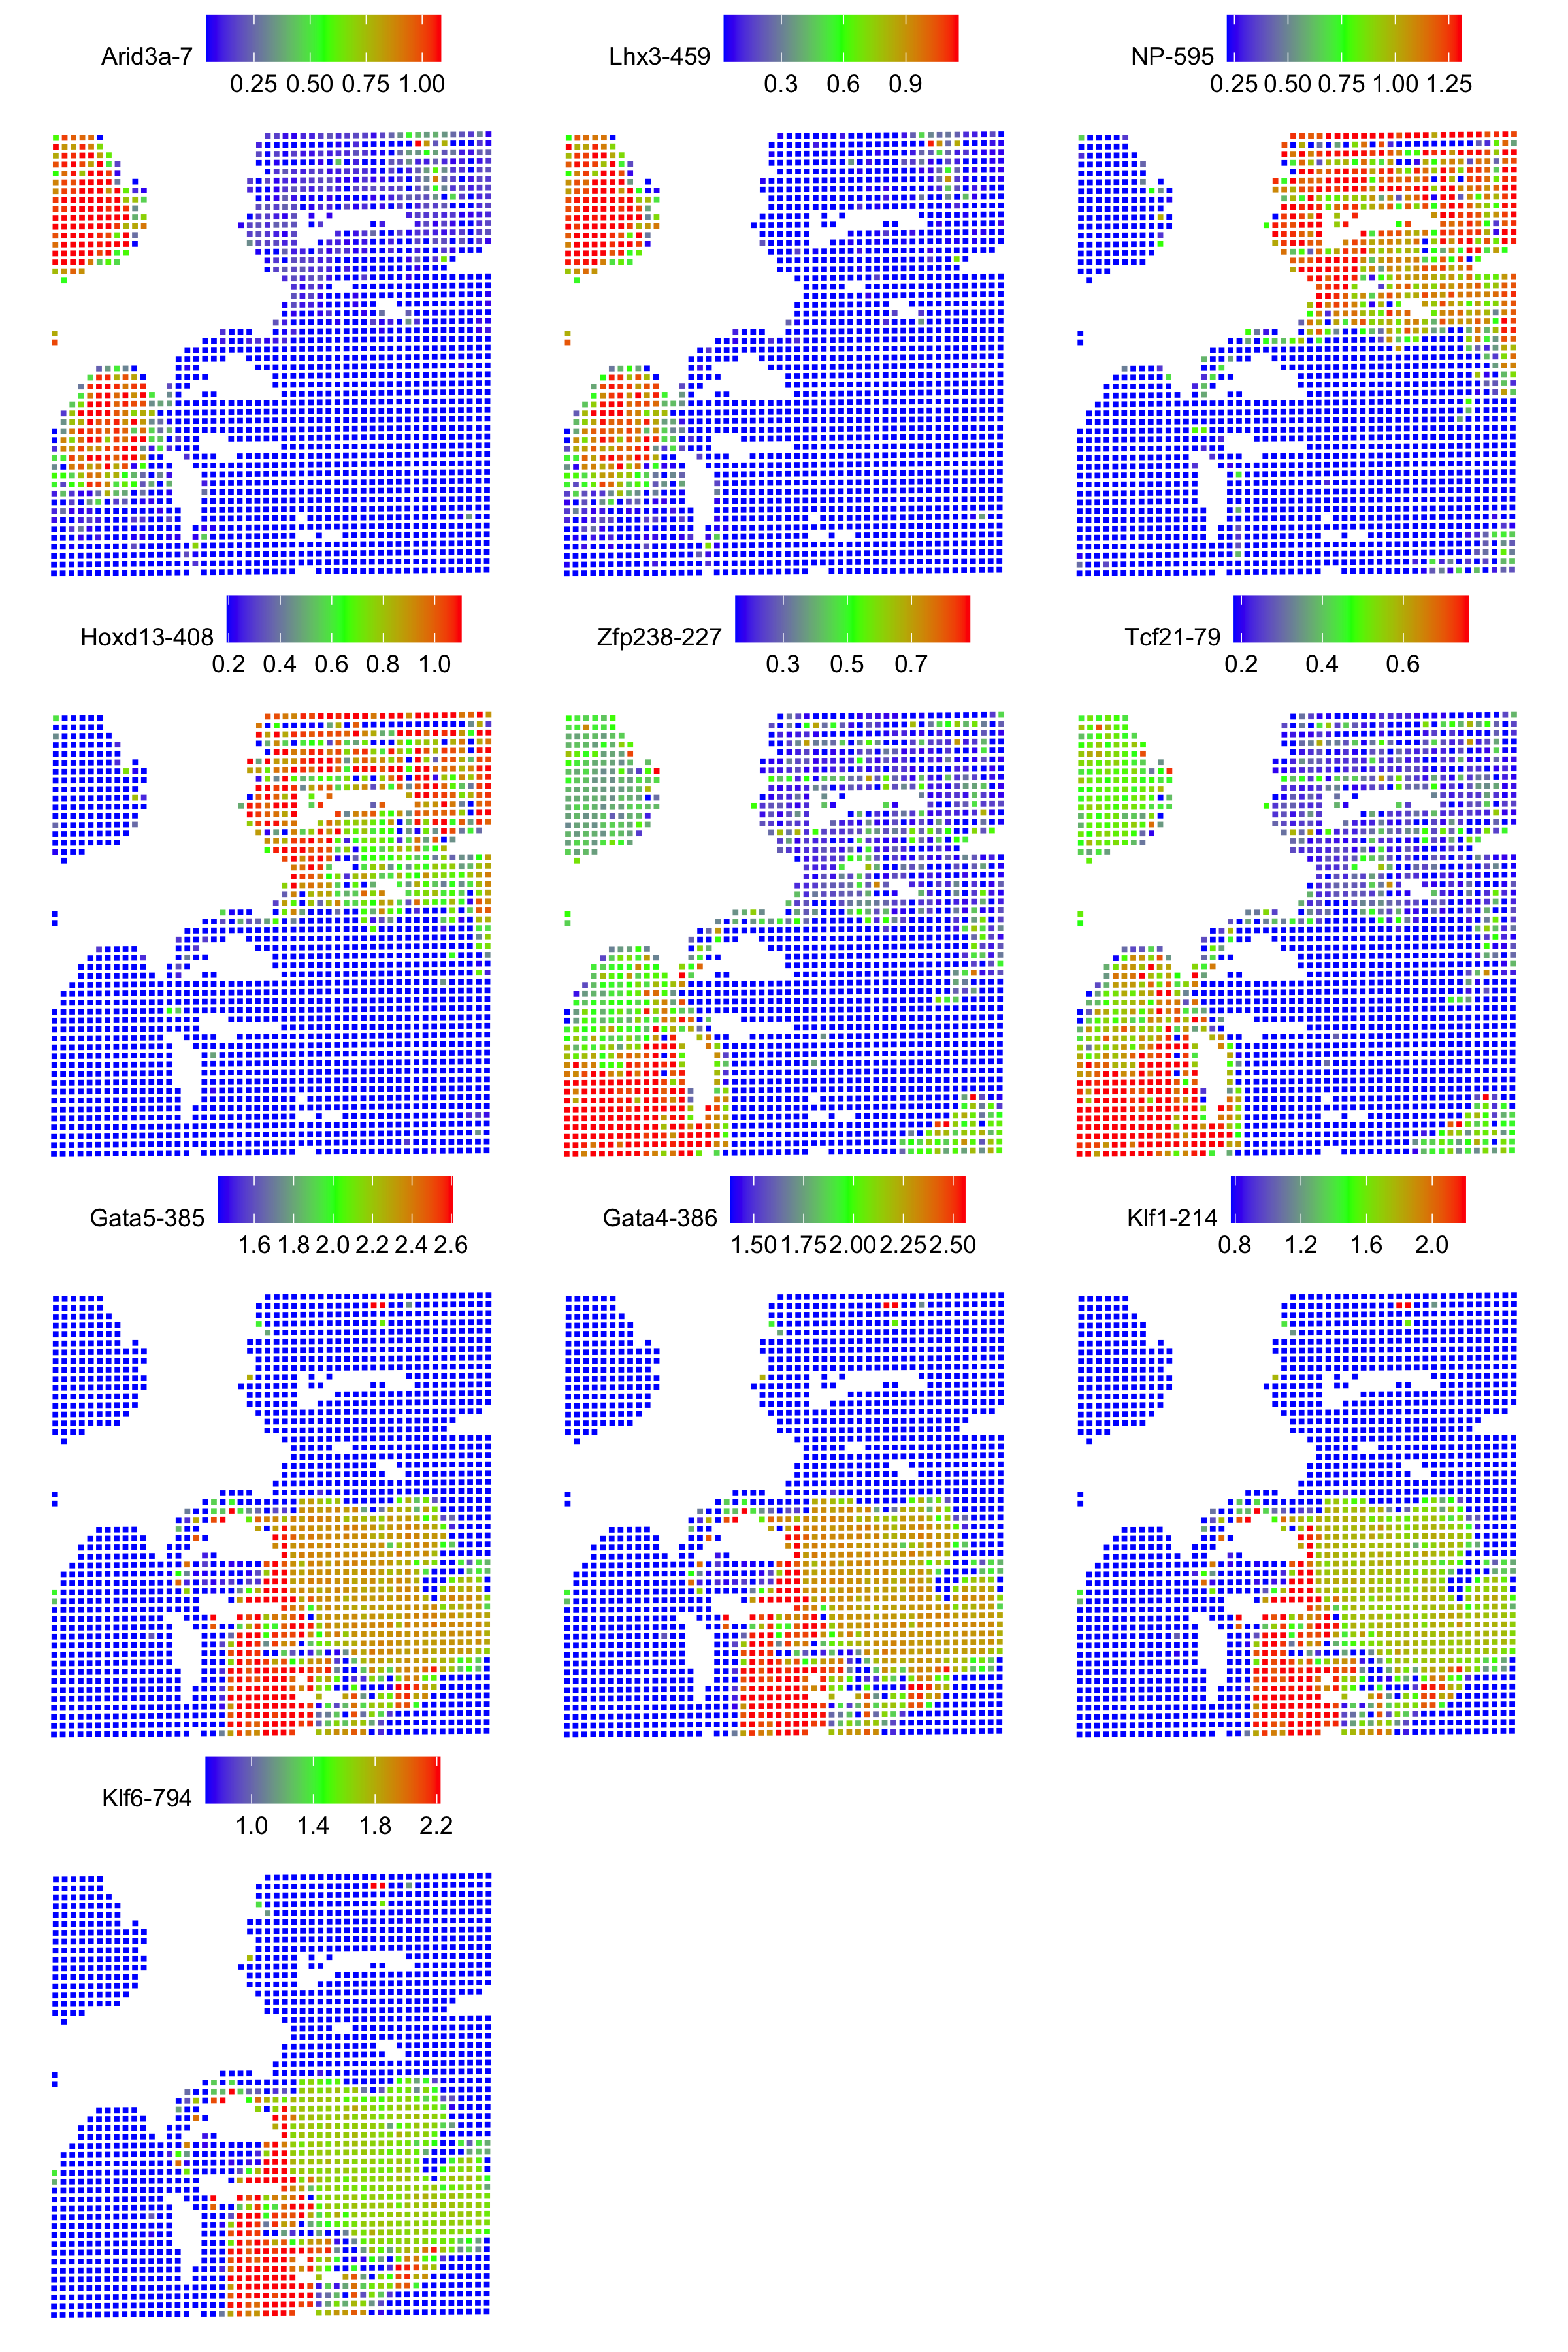 Arid3a-7
0.25 0.50 0.75 1.00
Lhx3-459
0.3 0.6 0.9
NP-595
0.25 0.50 0.75 1.00 1.25
Hoxd13-408
0.2 0.4 0.6 0.8 1.0
Zfp238-227
0.3 0.5 0.7
Tcf21-79
0.2 0.4 0.6
Gata5-385
1.6 1.8 2.0 2.2 2.4 2.6
Gata4-386
1.50 1.75 2.00 2.25 2.50
Klf1-214
0.8 1.2 1.6 2.0
Klf6-794
1.0 1.4 1.8 2.2